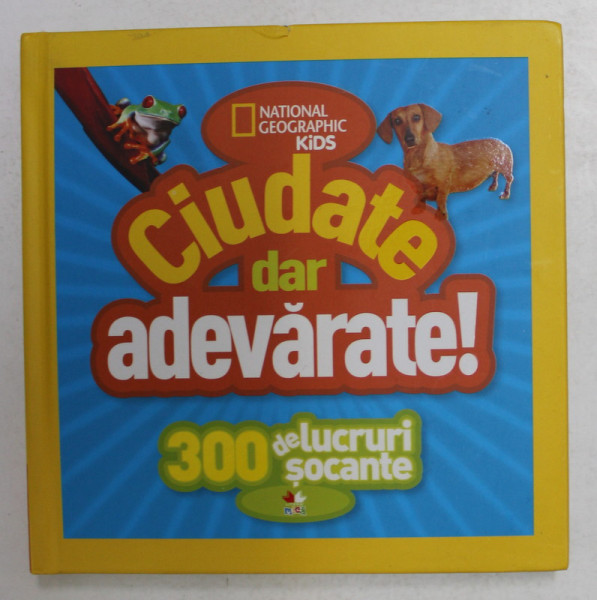 NATIONAL
GEOGRAPHIC
KiDS
Ciudate
dar
adevărate!
300 de lucruri
șocante